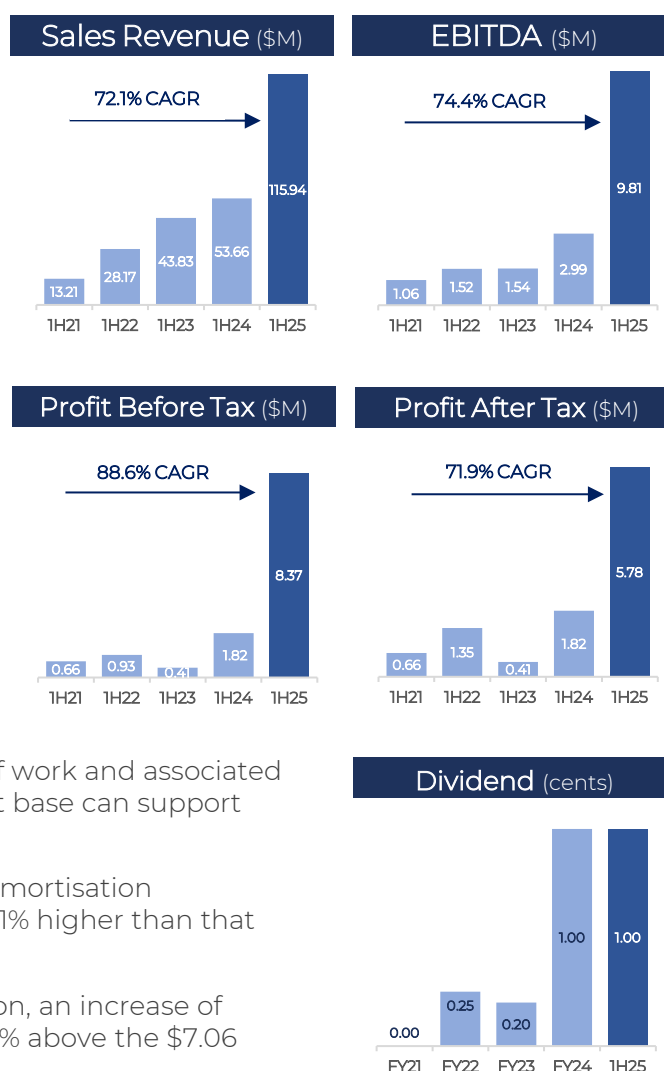 Sales Revenue ($M)
72.1% CAGR
13.21
28.17
43.83
53.66
115.94
1H21 1H22 1H23 1H24 1H25
EBITDA ($M)
74.4% CAGR
1.06
1.52
1.54
2.99
9.81
1H21 1H22 1H23 1H24 1H25
Profit Before Tax ($M)
88.6% CAGR
0.66
0.93
0.41
1.82
8.37
1H21 1H22 1H23 1H24 1H25
Profit After Tax ($M)
71.9% CAGR
0.66
1.35
0.41
1.82
5.78
1H21 1H22 1H23 1H24 1H25
work and associated
base can support
mortisation
1% higher than that
on, an increase of
% above the $7.06
Dividend (cents)
0.00
0.25
0.20
1.00
1.00
FY21 FY22 FY23 FY24 1H25